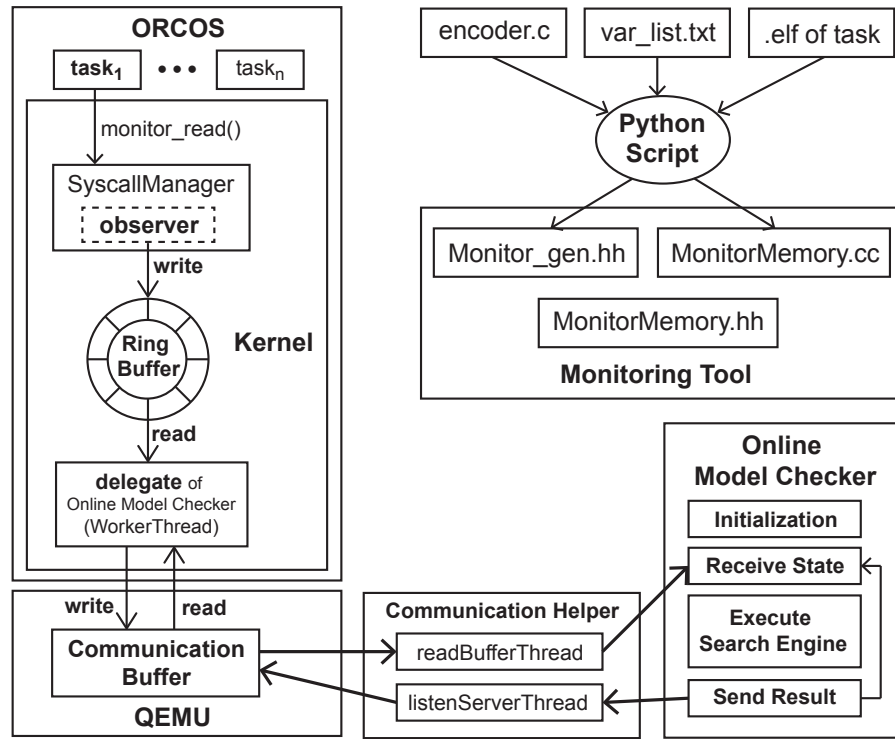 ORCOS
task1
• • •
taskn
monitor_read()
SyscallManager
observer
write
Ring
Buffer
Kernel
read
delegate of
Online Model Checker
(WorkerThread)
write
read
Communication
Buffer
QEMU
encoder.c
var_list.txt
.elf of task
Python
Script
Monitor_gen.hh
MonitorMemory.cc
MonitorMemory.hh
Monitoring Tool
Communication Helper
readBufferThread
listenServerThread
Online
Model Checker
Initialization
Receive State
Execute
Search Engine
Send Result